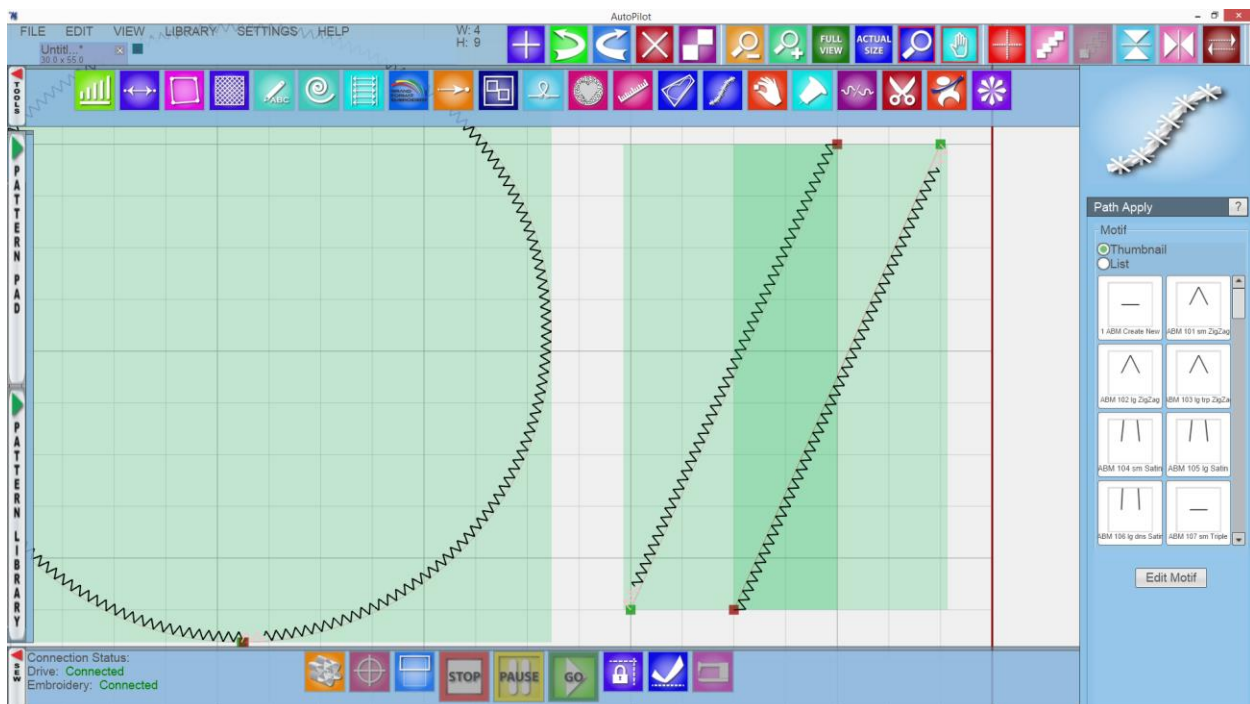 AutoPilot
FILE EDIT VIEW LIBRARY SETTINGS HELP
W: 4
H: 9
Untitl...*
30.0 x 55.0
FULL VIEW
ACTUAL SIZE
TOOLS
ABC
PATTERN PAD
PATTERN LIBRARY
Path Apply ?
Motif
Thumbnail
List
1 ABM Create New
ABM 101 sm ZigZag
ABM 102 lg ZigZag
ABM 103 lg trp ZigZa
ABM 104 sm Satin
ABM 105 lg Satin
ABM 106 lg dns Satin
ABM 107 sm Triple
Edit Motif
SEW
Connection Status:
Drive: Connected
Embroidery: Connected
STOP
PAUSE
GO